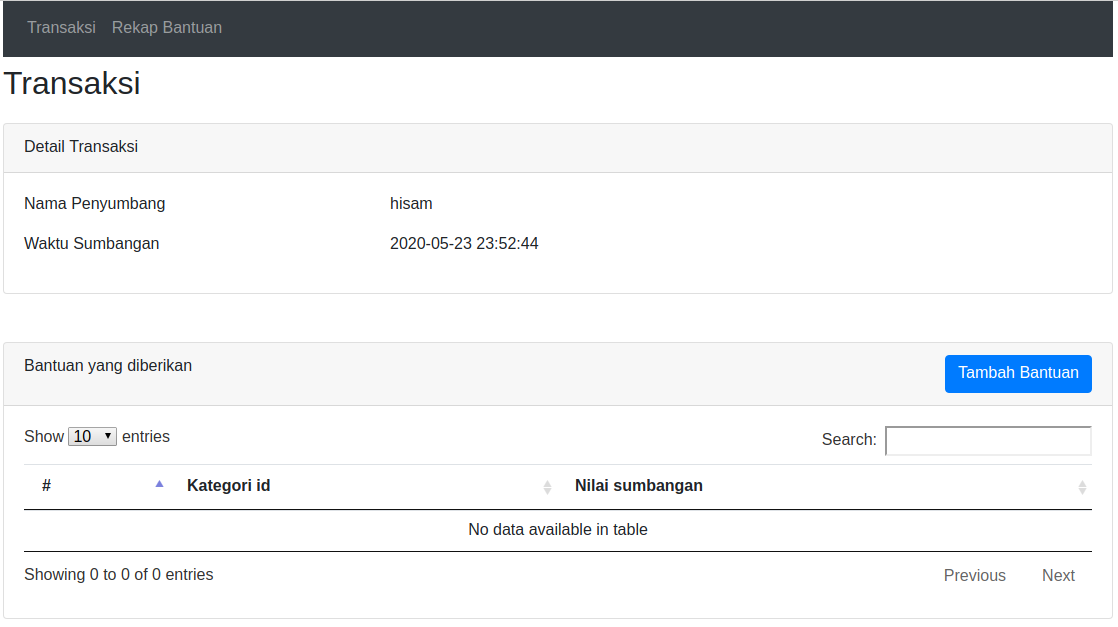 Transaksi Rekap Bantuan
Transaksi
Detail Transaksi
Nama Penyumbang hisam
Waktu Sumbangan 2020-05-23 23:52:44
Bantuan yang diberikan Tambah Bantuan
Show 10 entries Search:
# Kategori id Nilai sumbangan
No data available in table
Showing 0 to 0 of 0 entries Previous Next